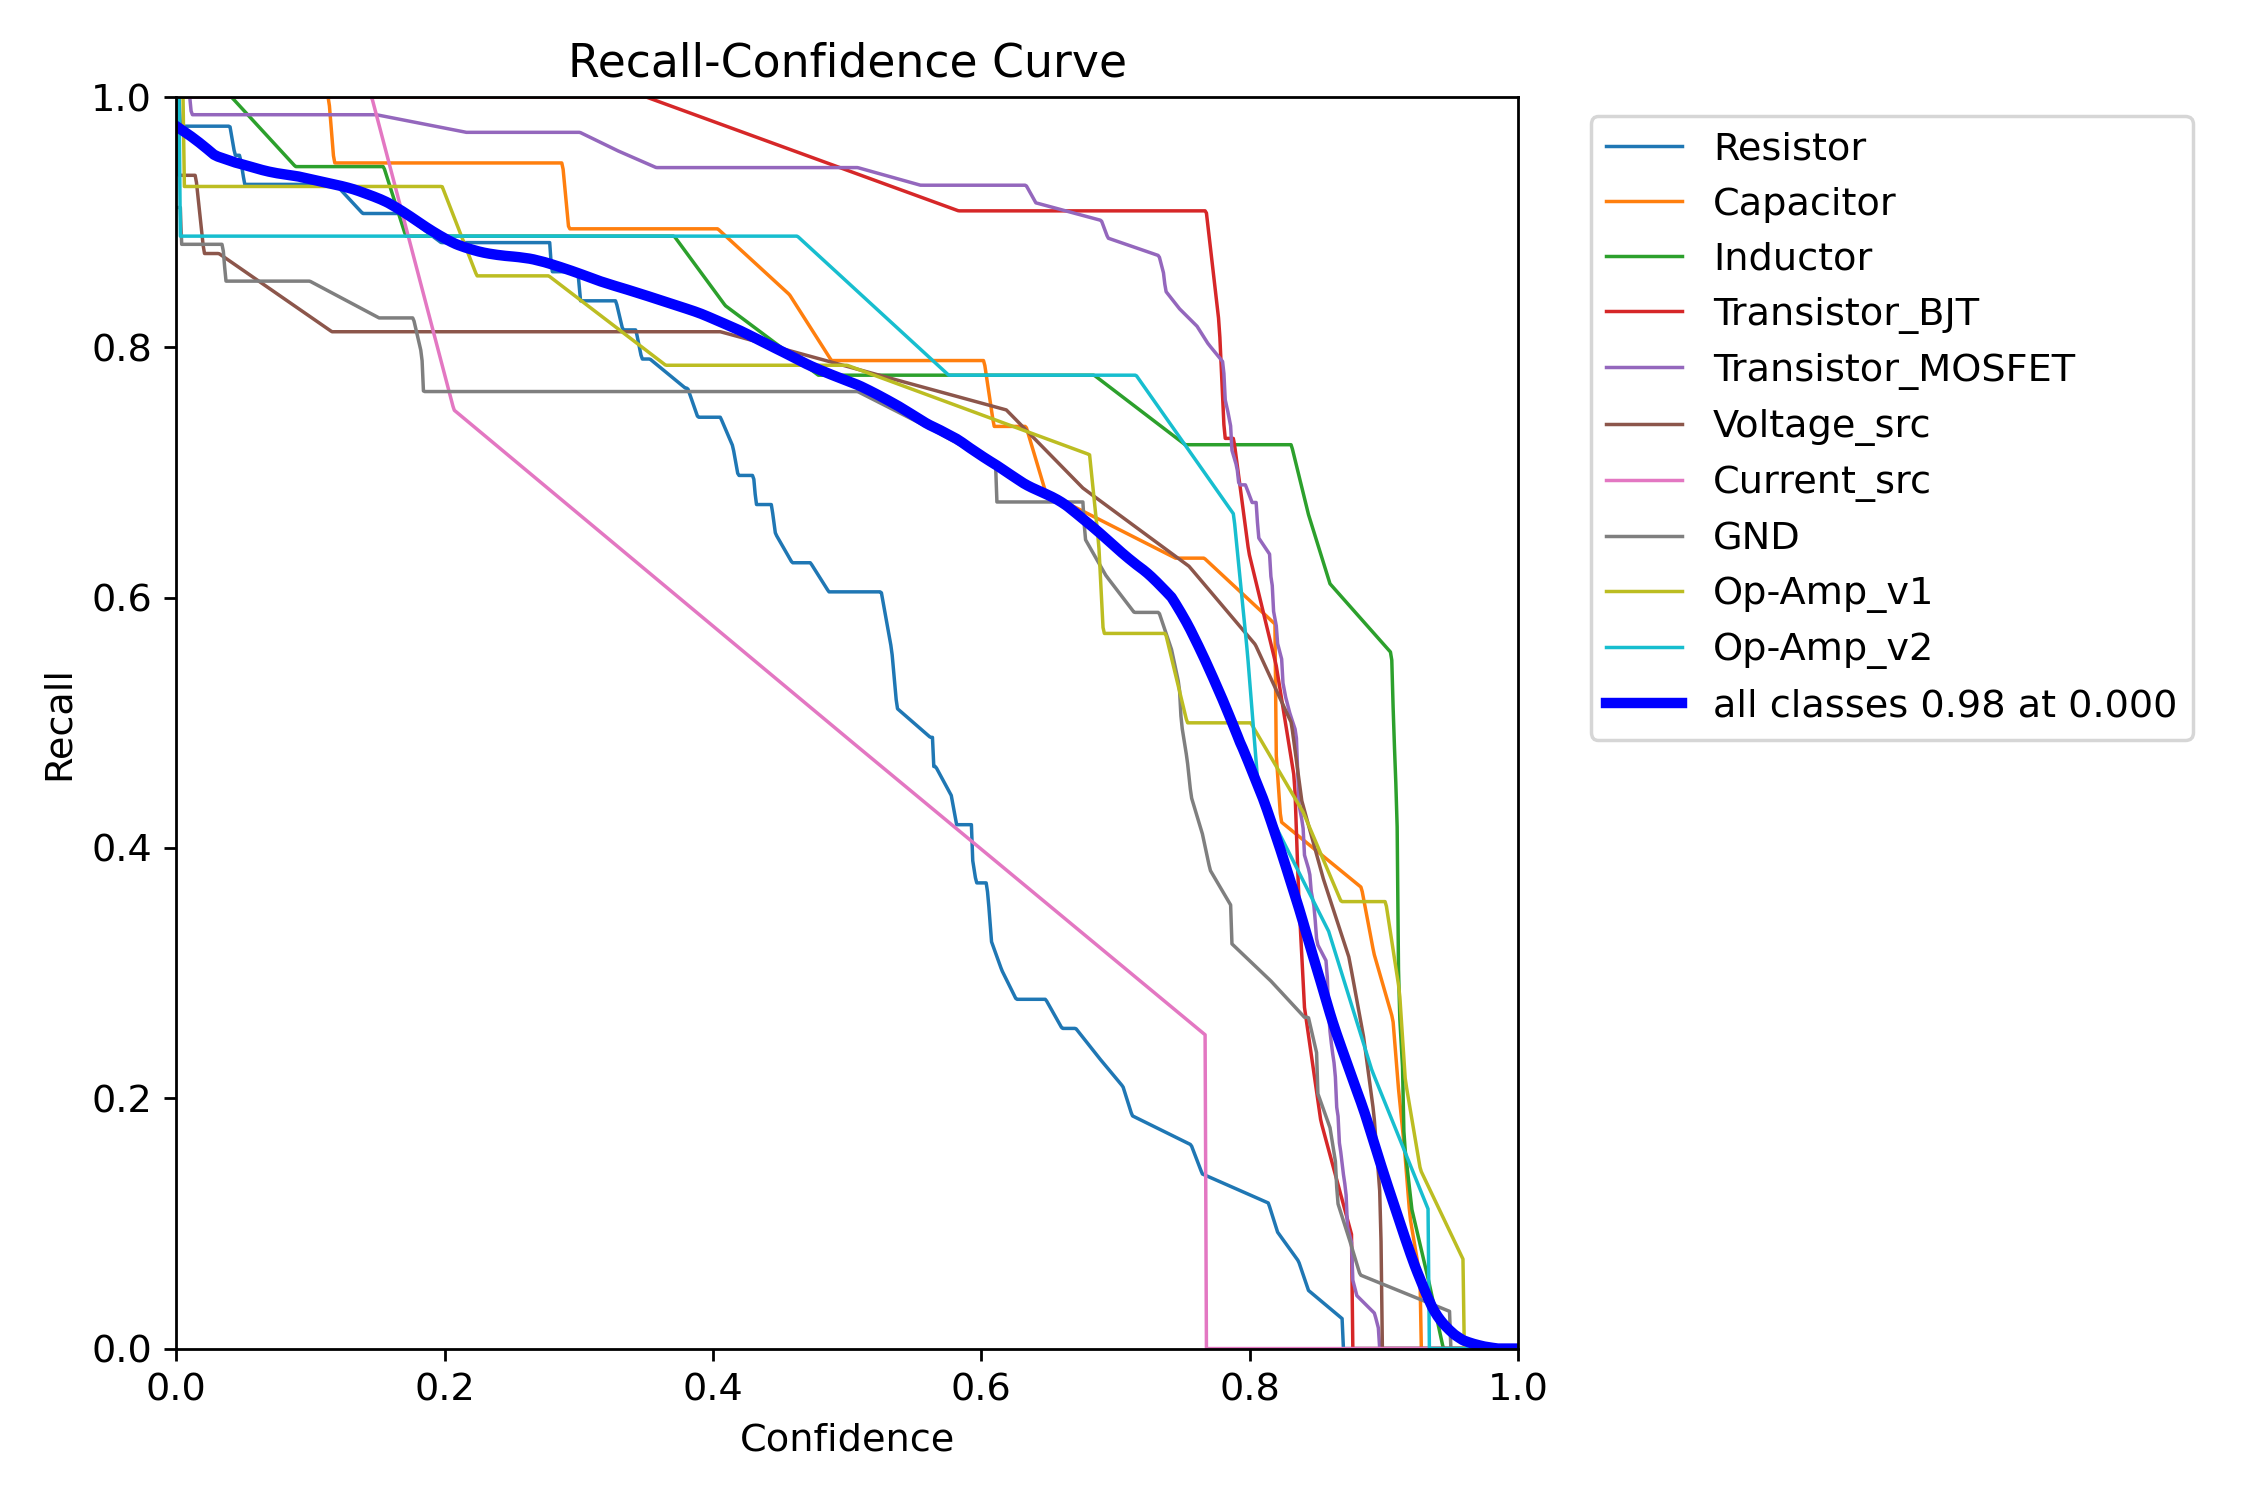 Recall-Confidence Curve
1.0
0.8
0.6
0.4
0.2
0.0
Recall
0.0 0.2 0.4 0.6 0.8 1.0
Confidence
Resistor
Capacitor
Inductor
Transistor_BJT
Transistor_MOSFET
Voltage_src
Current_src
GND
Op-Amp_v1
Op-Amp_v2
all classes 0.98 at 0.000